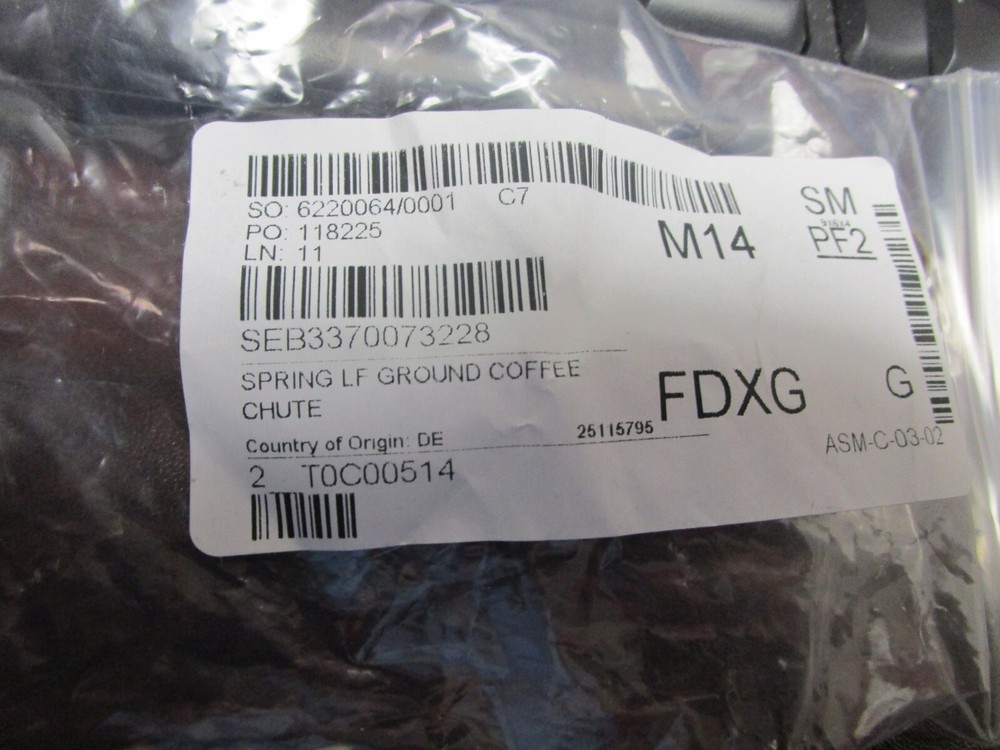 SO: 6220064/0001 C7
PO: 118225
LN: 11
M14
SM
PF2
SEB3370073228
SPRING LF GROUND COFFEE
CHUTE
FDXG G
Country of Origin: DE
25115795
ASM-C-03-02
2 T0C00514